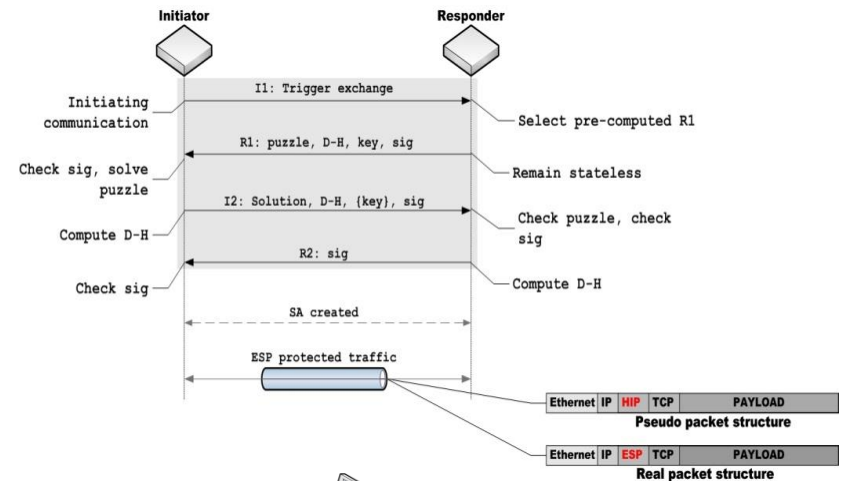 Initiator
Responder
I1: Trigger exchange
Initiating
communication
Select pre-computed R1
R1: puzzle, D-H, key, sig
Check sig, solve
puzzle
Remain stateless
I2: Solution, D-H, {key}, sig
Check puzzle, check
sig
Compute D-H
R2: sig
Check sig
Compute D-H
SA created
ESP protected traffic
Ethernet IP HIP TCP PAYLOAD
Pseudo packet structure
Ethernet IP ESP TCP PAYLOAD
Real packet structure